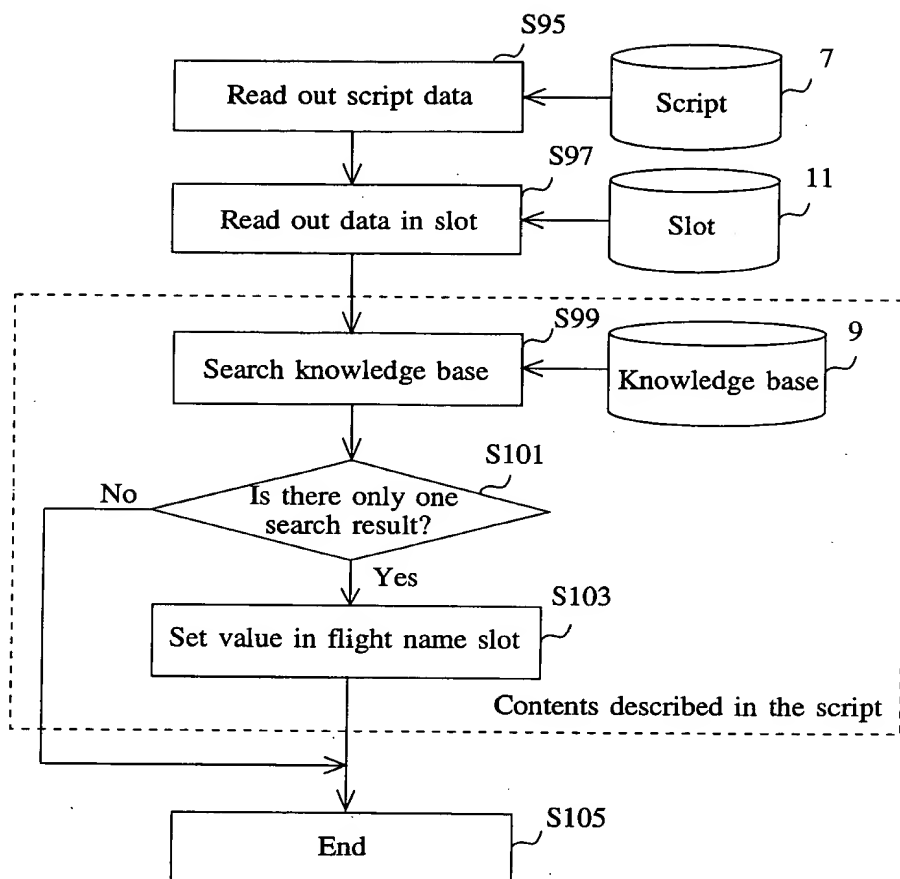 S95
7
Read out script data
Script
S97
11
Read out data in slot
Slot
S99
9
Search knowledge base
Knowledge base
S101
No
Is there only one
search result?
Yes
S103
Set value in flight name slot
Contents described in the script
S105
End